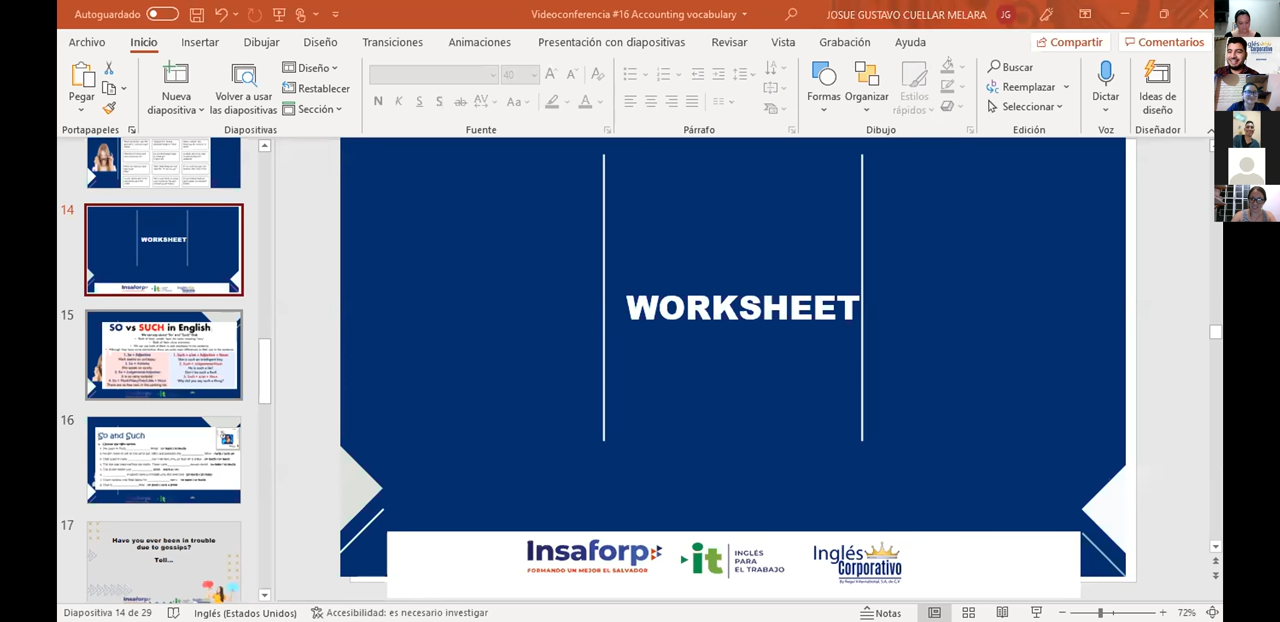 Autoguardado
Videoconferencia #16 Accounting vocabulary
JOSUE GUSTAVO CUELLAR MELARA
JG
Archivo Inicio Insertar Dibujar Diseño Transiciones Animaciones Presentación con diapositivas Revisar Vista Ayuda
Compartir
Comentarios
Pegar
Nueva
diapositiva
Volver a usar
las diapositivas
Diseño
Restablecer
Sección
Formas
Organizar
Estilos
rápidos
Buscar
Reemplazar
Seleccionar
Dictar
Ideas de
diseño
Portapapeles
Diapositivas
Fuente
Párrafo
Dibujo
Edición
Voz
Diseñador
14
WORKSHEET
15
SO vs SUCH in English
16
So and Such
17
Have you ever been in trouble
due to gossips?
Tell...
WORKSHEET
Insaforp
FORMANDO UN MEJOR EL SALVADOR
it
INGLÉS
PARA
EL TRABAJO
Inglés
Corporativo
Diapositiva 14 de 29
Inglés (Estados Unidos)
Accesibilidad: es necesario investigar
Notas
72%